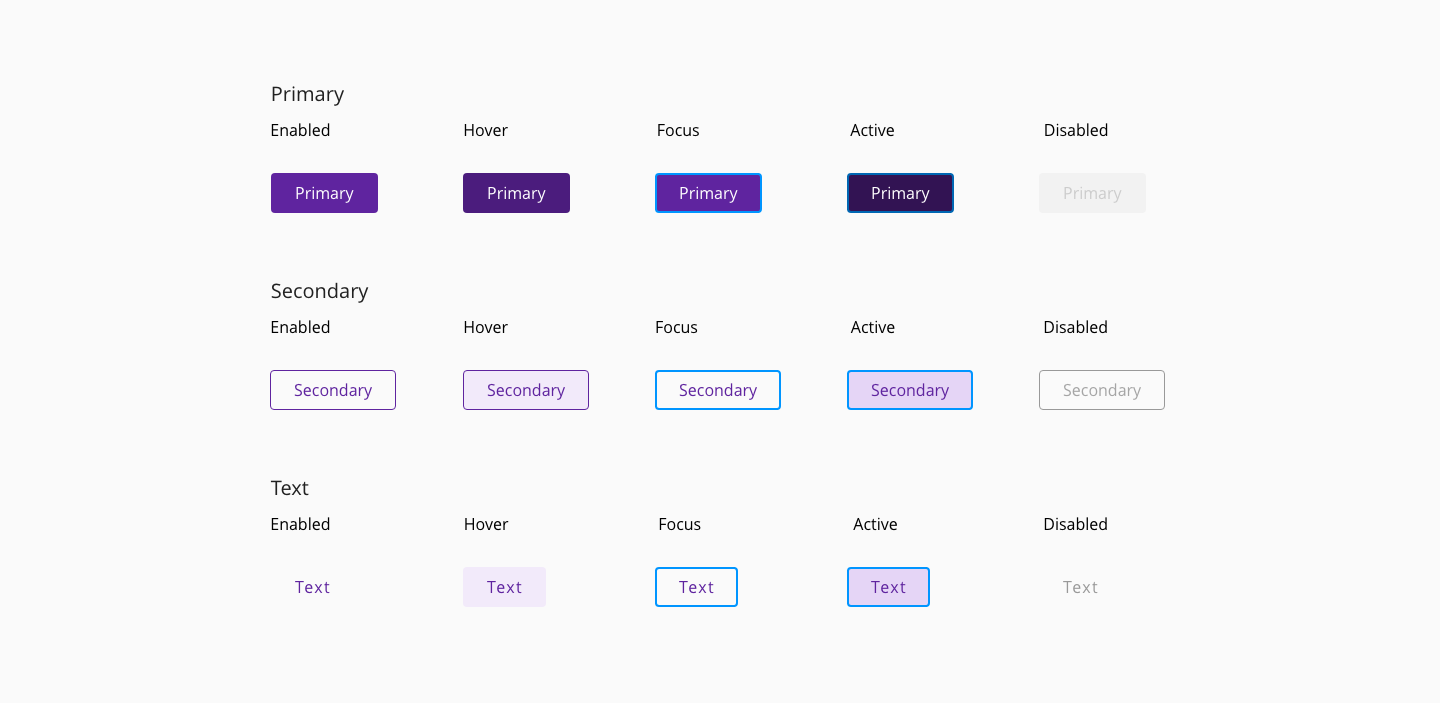 Primary
Enabled Hover Focus Active Disabled
Primary Primary Primary Primary Primary
Secondary
Enabled Hover Focus Active Disabled
Secondary Secondary Secondary Secondary Secondary
Text
Enabled Hover Focus Active Disabled
Text Text Text Text Text